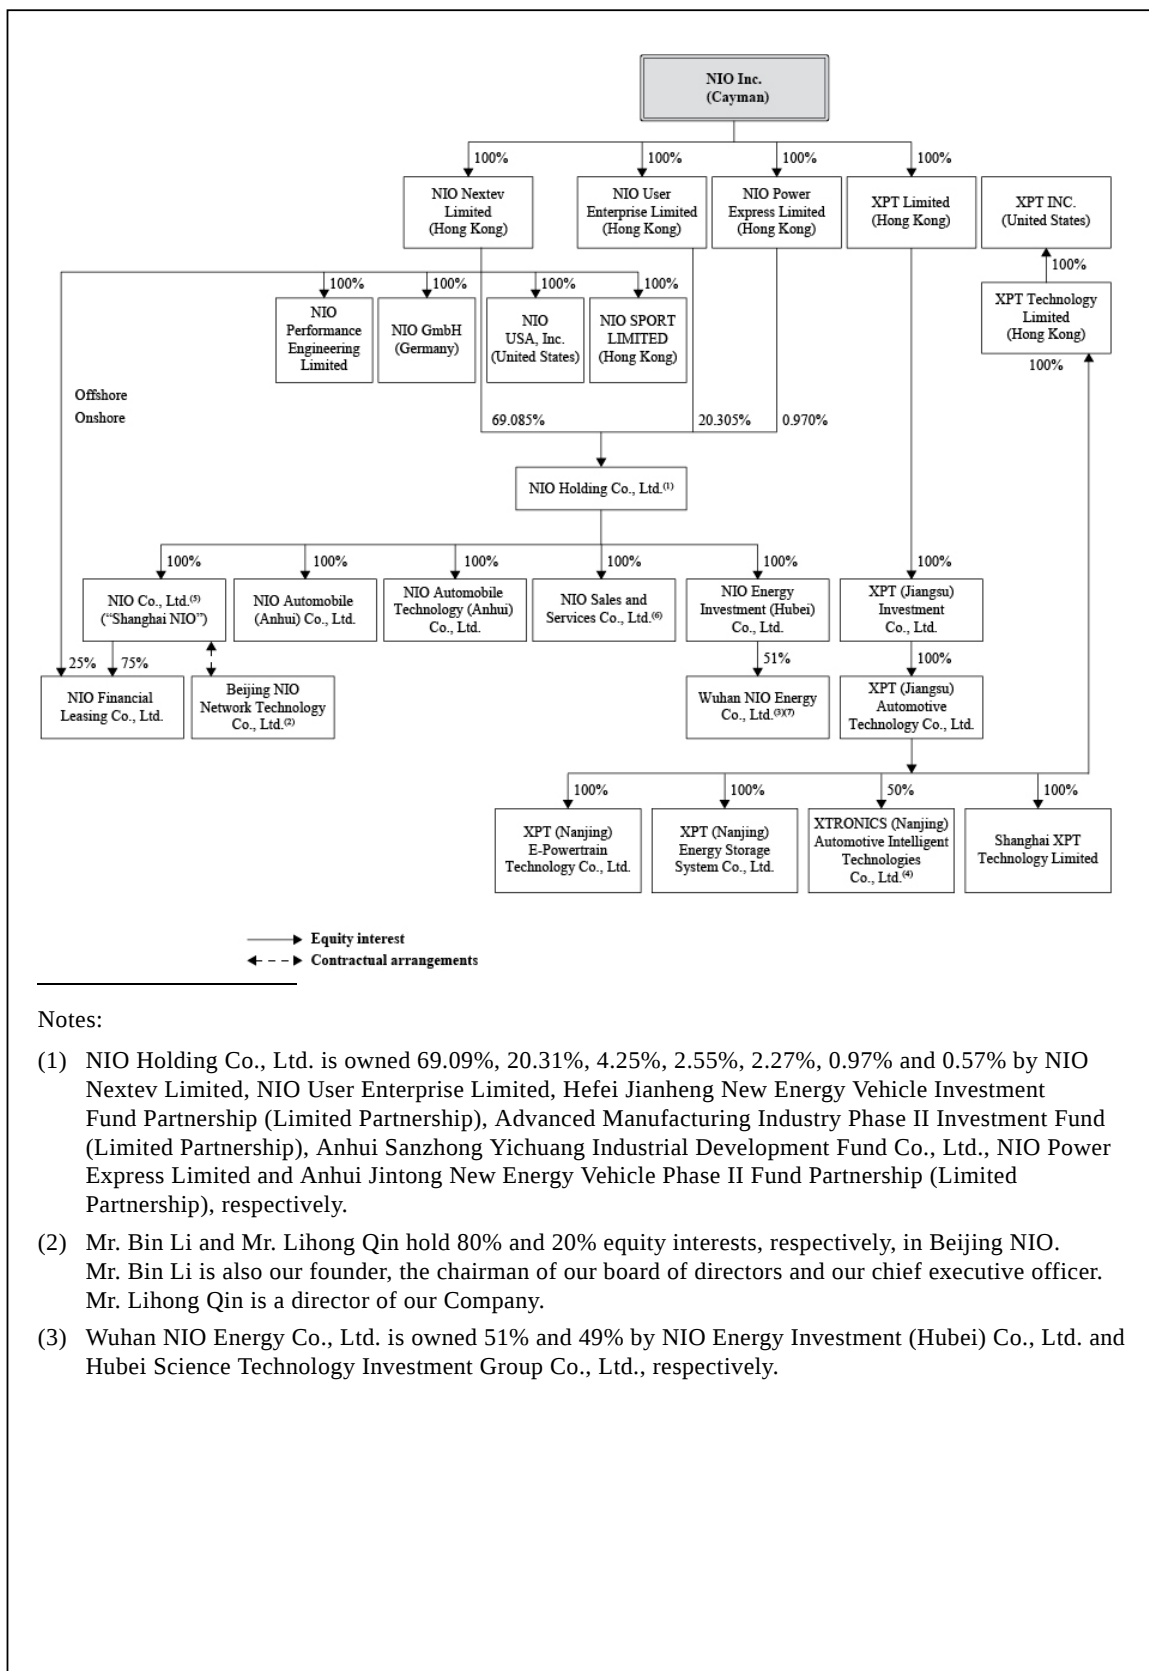 NIO Inc.
(Cayman)
100%
100%
100%
100%
NIO Nextev
Limited
(Hong Kong)
NIO User
Enterprise Limited
(Hong Kong)
NIO Power
Express Limited
(Hong Kong)
XPT Limited
(Hong Kong)
XPT INC.
(United States)
100%
100%
100%
100%
100%
NIO
Performance
Engineering
Limited
NIO GmbH
(Germany)
NIO
USA, Inc.
(United States)
NIO SPORT
LIMITED
(Hong Kong)
XPT Technology
Limited
(Hong Kong)
100%
Offshore
Onshore
69.085%
20.305%
0.970%
NIO Holding Co., Ltd.(1)
100%
100%
100%
100%
100%
100%
NIO Co., Ltd.(5)
("Shanghai NIO")
NIO Automobile
(Anhui) Co., Ltd.
NIO Automobile
Technology (Anhui)
Co., Ltd.
NIO Sales and
Services Co., Ltd.(6)
NIO Energy
Investment (Hubei)
Co., Ltd.
XPT (Jiangsu)
Investment
Co., Ltd.
25%
75%
51%
100%
NIO Financial
Leasing Co., Ltd.
Beijing NIO
Network Technology
Co., Ltd.(2)
Wuhan NIO Energy
Co., Ltd.(3)(7)
XPT (Jiangsu)
Automotive
Technology Co., Ltd.
100%
100%
50%
100%
XPT (Nanjing)
E-Powertrain
Technology Co., Ltd.
XPT (Nanjing)
Energy Storage
System Co., Ltd.
XTRONICS (Nanjing)
Automotive Intelligent
Technologies
Co., Ltd.(4)
Shanghai XPT
Technology Limited
Equity interest
Contractual arrangements
Notes:
(1) NIO Holding Co., Ltd. is owned 69.09%, 20.31%, 4.25%, 2.55%, 2.27%, 0.97% and 0.57% by NIO
Nextev Limited, NIO User Enterprise Limited, Hefei Jianheng New Energy Vehicle Investment
Fund Partnership (Limited Partnership), Advanced Manufacturing Industry Phase II Investment Fund
(Limited Partnership), Anhui Sanzhong Yichuang Industrial Development Fund Co., Ltd., NIO Power
Express Limited and Anhui Jintong New Energy Vehicle Phase II Fund Partnership (Limited
Partnership), respectively.
(2) Mr. Bin Li and Mr. Lihong Qin hold 80% and 20% equity interests, respectively, in Beijing NIO.
Mr. Bin Li is also our founder, the chairman of our board of directors and our chief executive officer.
Mr. Lihong Qin is a director of our Company.
(3) Wuhan NIO Energy Co., Ltd. is owned 51% and 49% by NIO Energy Investment (Hubei) Co., Ltd. and
Hubei Science Technology Investment Group Co., Ltd., respectively.